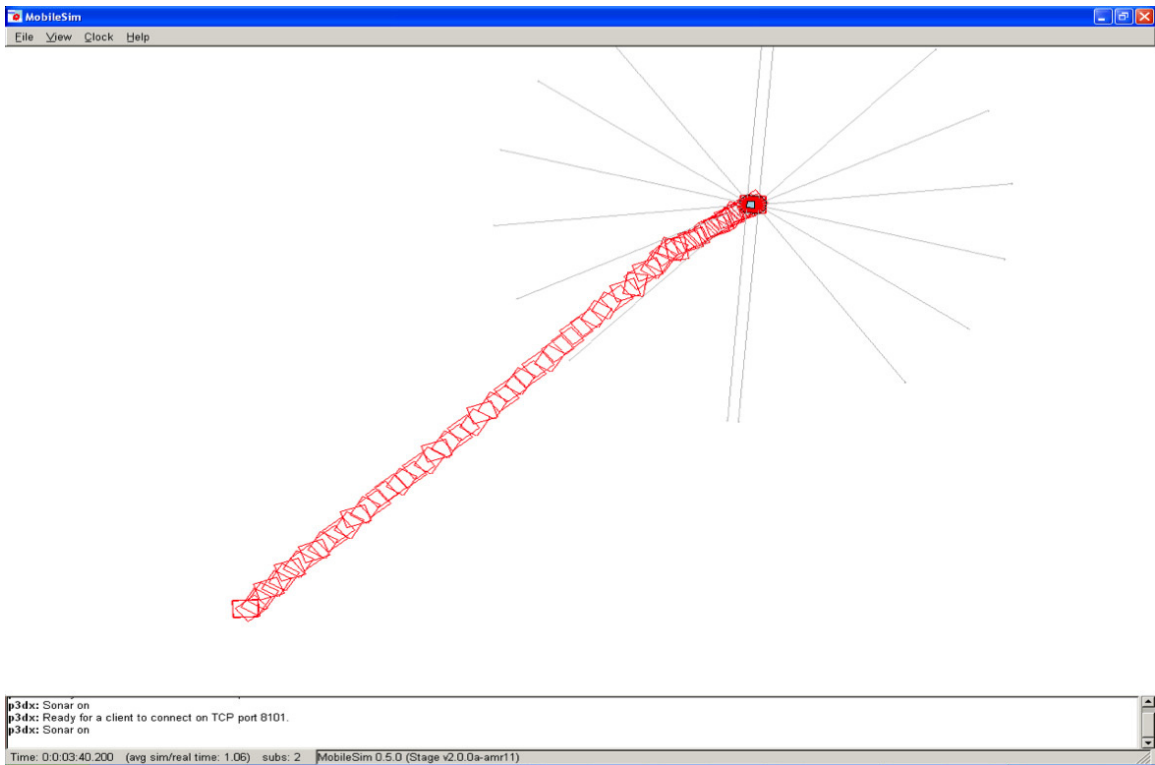 MobileSim
File View Clock Help
p3dx: Sonar on
p3dx: Ready for a client to connect on TCP port 8101.
p3dx: Sonar on
Time: 0:0:03:40.200 (avg sim/real time: 1.06) subs: 2 MobileSim 0.5.0 (Stage v2.0.0a-amr11)